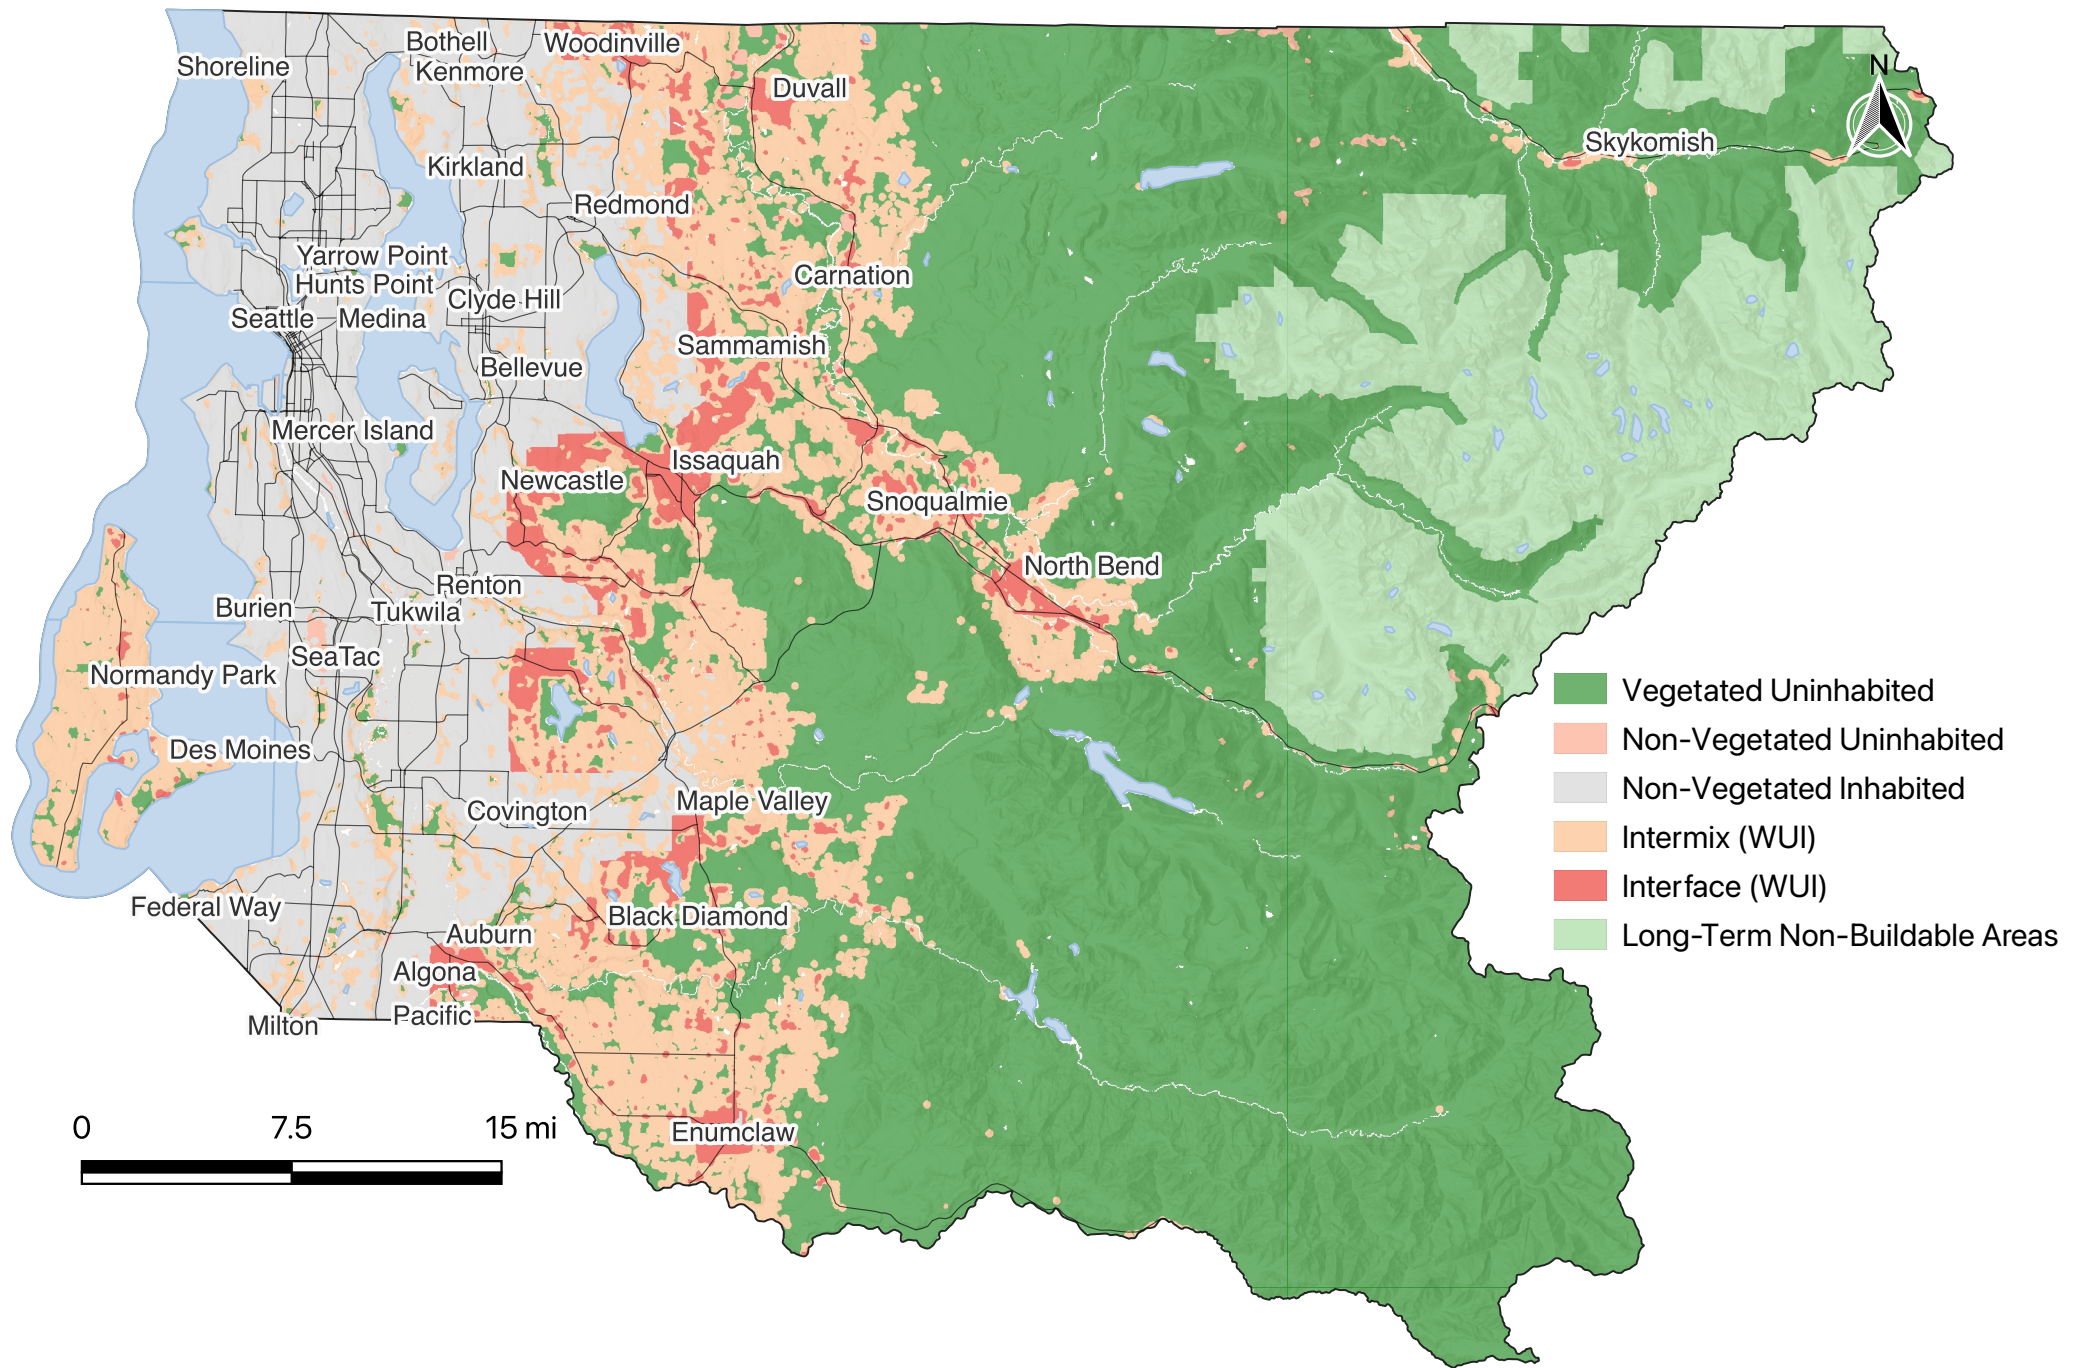 Bothell
Woodinville
Shoreline
Kenmore
N
Duvall
Skykomish
Kirkland
Redmond
Yarrow Point
Carnation
Hunts Point
Clyde Hill
Seattle
Medina
Sammamish
Bellevue
Mercer Island
Issaquah
Newcastle
Snoqualmie
North Bend
Renton
Burien
Tukwila
SeaTac
Normandy Park
Des Moines
Covington
Maple Valley
Federal Way
Black Diamond
Auburn
Algona
Pacific
Milton
Enumclaw
Vegetated Uninhabited
Non-Vegetated Uninhabited
Non-Vegetated Inhabited
Intermix (WUI)
Interface (WUI)
Long-Term Non-Buildable Areas
0 7.5 15 mi